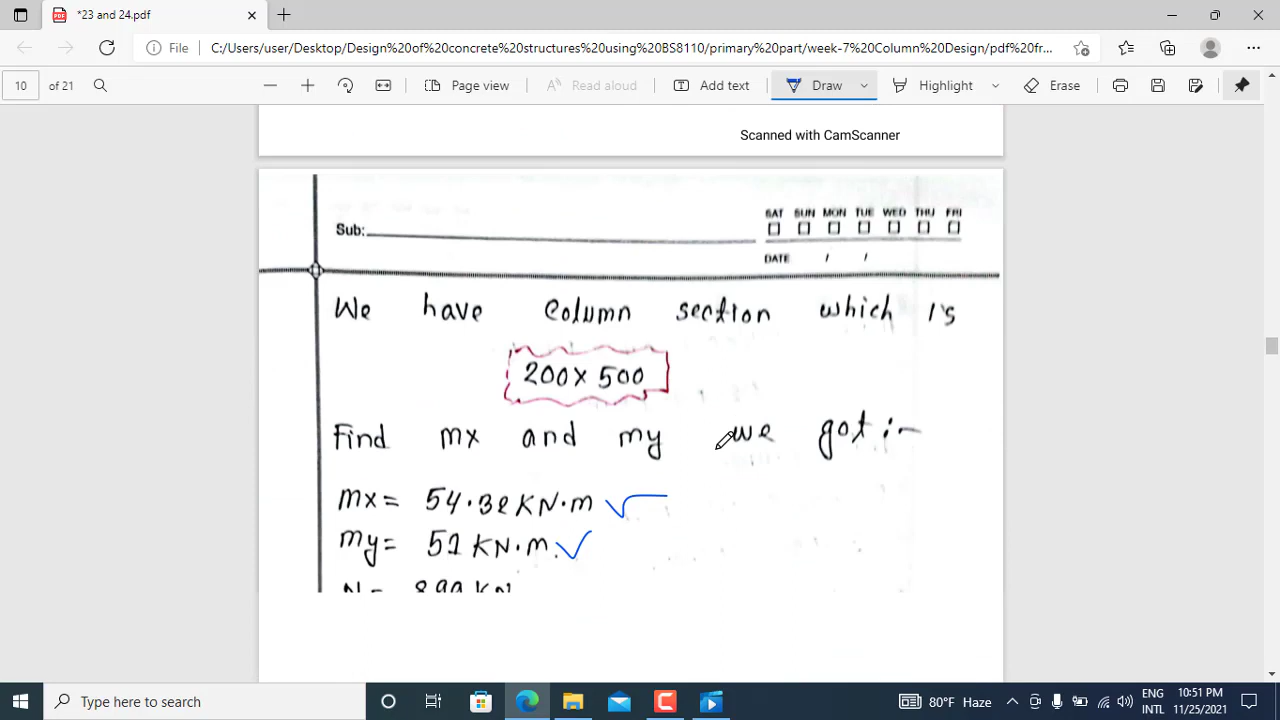 *23 and 24.pdf
File C:/Users/user/Desktop/Design%20of%20concrete%20structures%20using%20BS8110/primary%20part/week-7%20Column%20Design/pdf%20fr...
10 of 21 Page view Read aloud Add text Draw Highlight Erase
Scanned with CamScanner
SAT SUN MON TUE WED THU FRI
Sub:
DATE / /
We have column section which is
200x500
Find mx and my we got :-
mx= 54.32 KN.m
my= 51 KN.m.
N= 899 KN
Type here to search 80°F Haze ENG 10:51 PM
INTL 11/25/2021